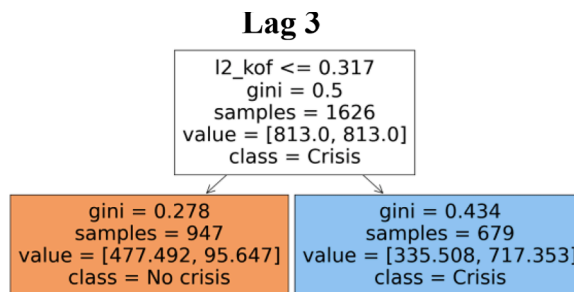 Lag 3
l2_kof <= 0.317
gini = 0.5
samples = 1626
value = [813.0, 813.0]
class = Crisis
gini = 0.278
samples = 947
value = [477.492, 95.647]
class = No crisis
gini = 0.434
samples = 679
value = [335.508, 717.353]
class = Crisis